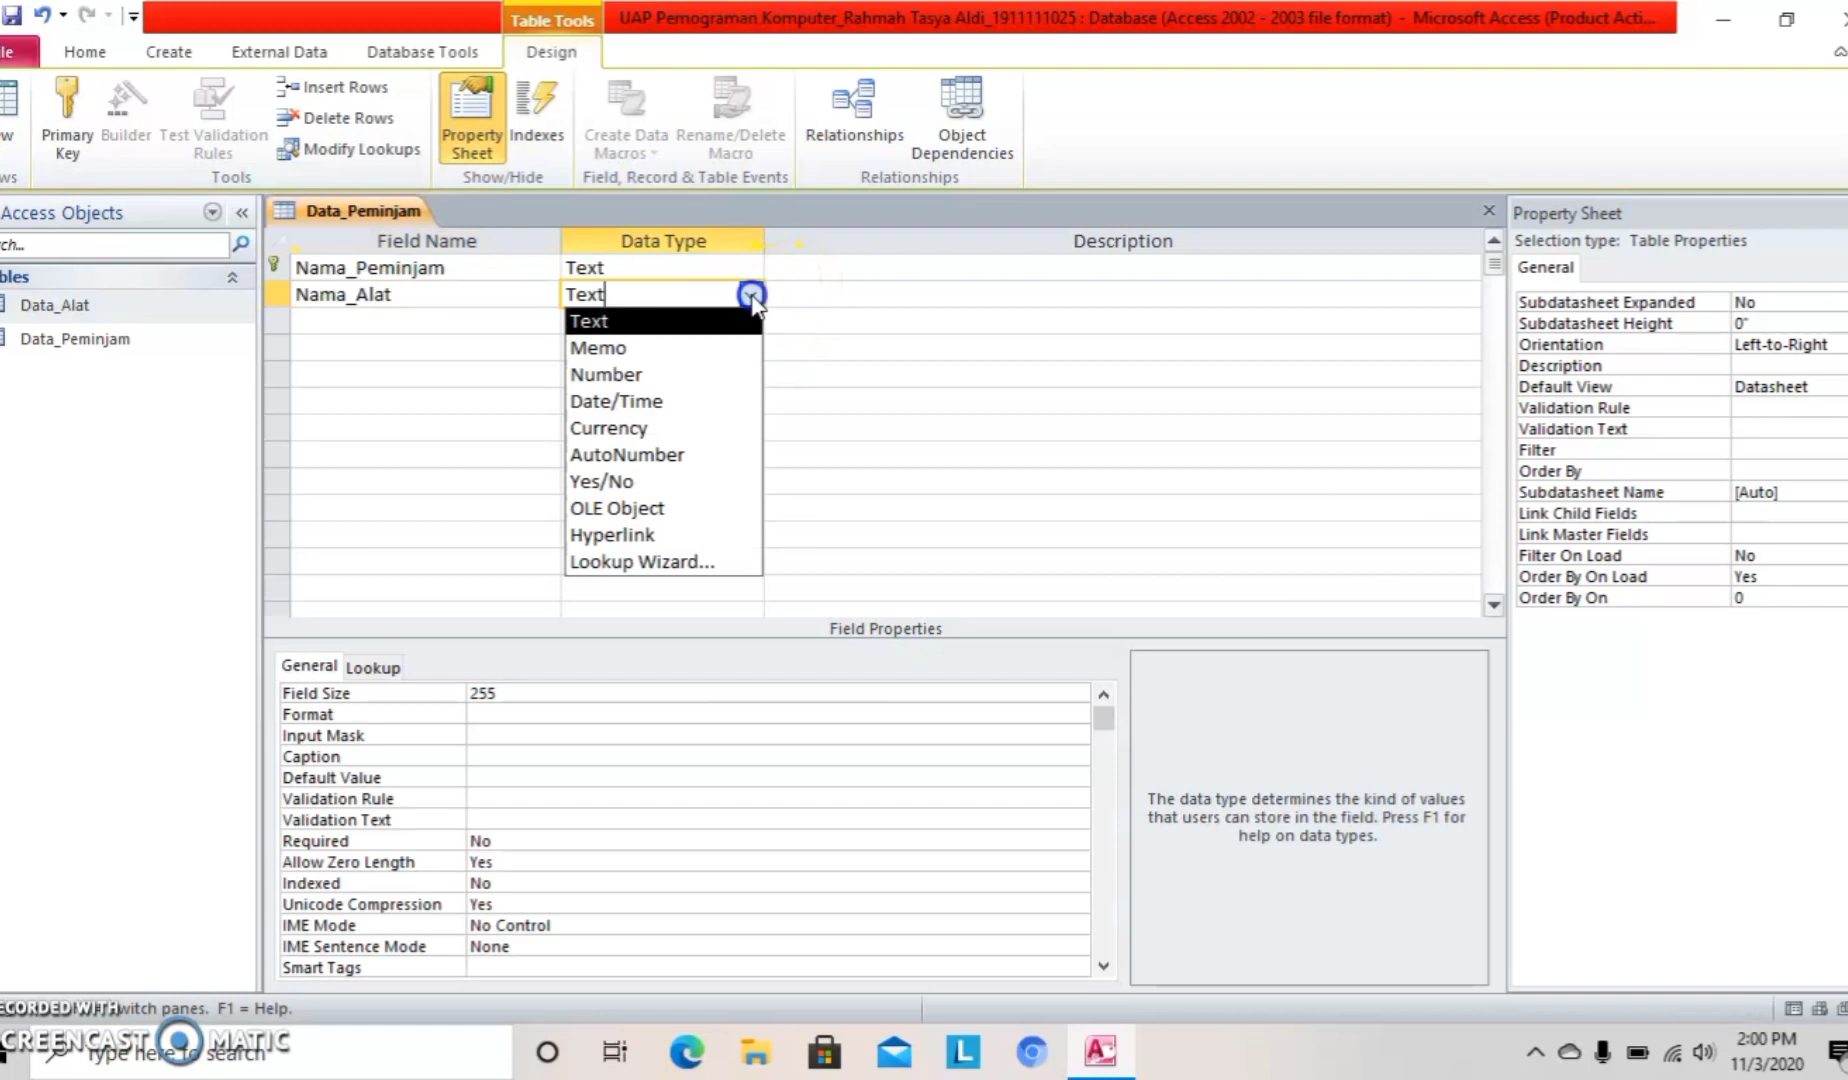 Table Tools
UAP Pemograman Komputer_Rahmah Tasya Aldi_1911111025 : Database (Access 2002 - 2003 file format) - Microsoft Access (Product Acti...
Home Create External Data Database Tools Design
Primary Key
Builder
Test Validation Rules
Insert Rows
Delete Rows
Modify Lookups
Property Sheet
Indexes
Create Data Macros
Rename/Delete Macro
Relationships
Object Dependencies
Tools
Show/Hide
Field, Record & Table Events
Relationships
Access Objects
Data_Alat
Data_Peminjam
Data_Peminjam
Field Name Data Type Description
Nama_Peminjam Text
Nama_Alat Text
Text
Memo
Number
Date/Time
Currency
AutoNumber
Yes/No
OLE Object
Hyperlink
Lookup Wizard...
Field Properties
General Lookup
Field Size 255
Format
Input Mask
Caption
Default Value
Validation Rule
Validation Text
Required No
Allow Zero Length Yes
Indexed No
Unicode Compression Yes
IME Mode No Control
IME Sentence Mode None
Smart Tags
The data type determines the kind of values
that users can store in the field. Press F1 for
help on data types.
Property Sheet
Selection type: Table Properties
General
Subdatasheet Expanded No
Subdatasheet Height 0"
Orientation Left-to-Right
Description
Default View Datasheet
Validation Rule
Validation Text
Filter
Order By
Subdatasheet Name [Auto]
Link Child Fields
Link Master Fields
Filter On Load No
Order By On Load Yes
Order By On 0
witch panes. F1 = Help.
Type here to search
2:00 PM
11/3/2020